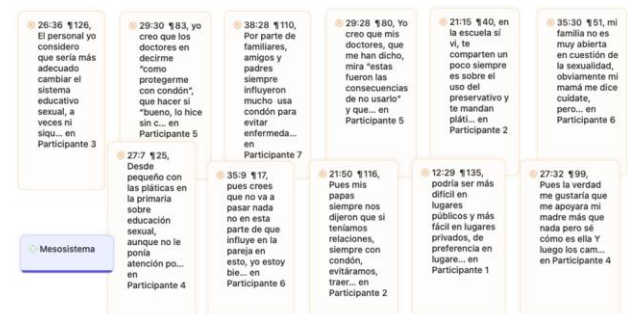 26:36 ¶126,
El personal yo
considero
que sería más
adecuado
cambiar el
sistema
educativo
sexual, a
veces ni
siqu... en
Participante 3
29:30 ¶83, yo
creo que los
doctores en
decirme
"como
protegerme
con condón",
que hacer si
"bueno, lo hice
sin c... en
Participante 5
38:28 ¶110,
Por parte de
familiares,
amigos y
padres
siempre
influyeron
mucho usa
condón para
evitar
enfermeda...
en
Participante 7
29:28 ¶80, Yo
creo que mis
doctores, que
me han dicho,
mira "estas
fueron las
consecuencias
de no usarlo"
y que... en
Participante 5
21:15 ¶40, en
la escuela sí
vi, te
comparten un
poco siempre
es sobre el
uso del
preservativo y
te mandan
pláti... en
Participante 2
35:30 ¶51, mi
familia no es
muy abierta
en cuestión de
la sexualidad,
obviamente mi
mamá me dice
cuídate,
pero... en
Participante 6
Mesosistema
27:7 ¶25,
Desde
pequeño con
las pláticas en
la primaria
sobre
educación
sexual,
aunque no le
ponía
atención po...
en
Participante 4
35:9 ¶17,
pues crees
que no va a
pasar nada
no en esta
parte de que
influye en la
pareja en
esto, yo estoy
bie... en
Participante 6
21:50 ¶116,
Pues mis
papas
siempre nos
dijeron que si
teníamos
relaciones,
siempre con
condón,
evitáramos,
traer... en
Participante 2
12:29 ¶135,
podría ser más
difícil en
lugares
públicos y más
fácil en lugares
privados, de
preferencia en
lugare... en
Participante 1
27:32 ¶99,
Pues la verdad
me gustaría que
me apoyara mi
madre más que
nada pero sé
cómo es ella Y
luego los cam...
en Participante 4